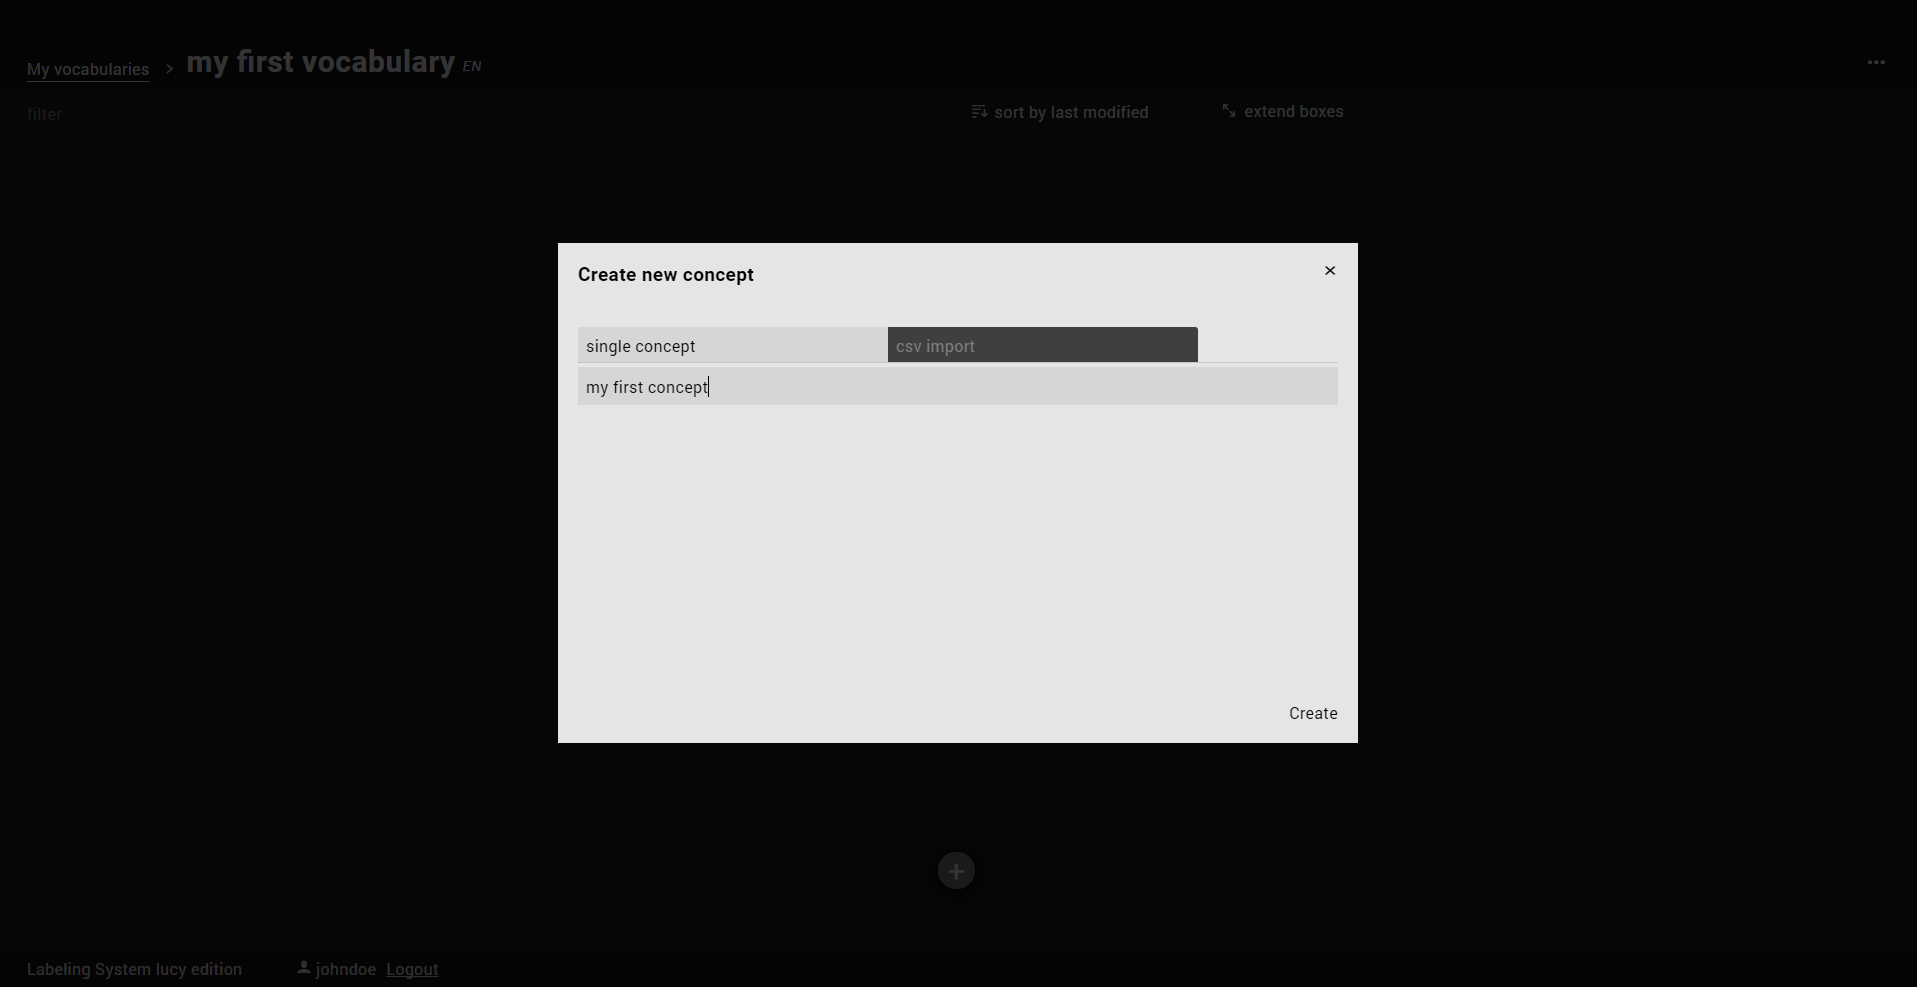 My vocabularies > my first vocabulary EN
filter
sort by last modified
extend boxes
Create new concept
single concept
csv import
my first concept
Create
Labeling System lucy edition
johndoe Logout